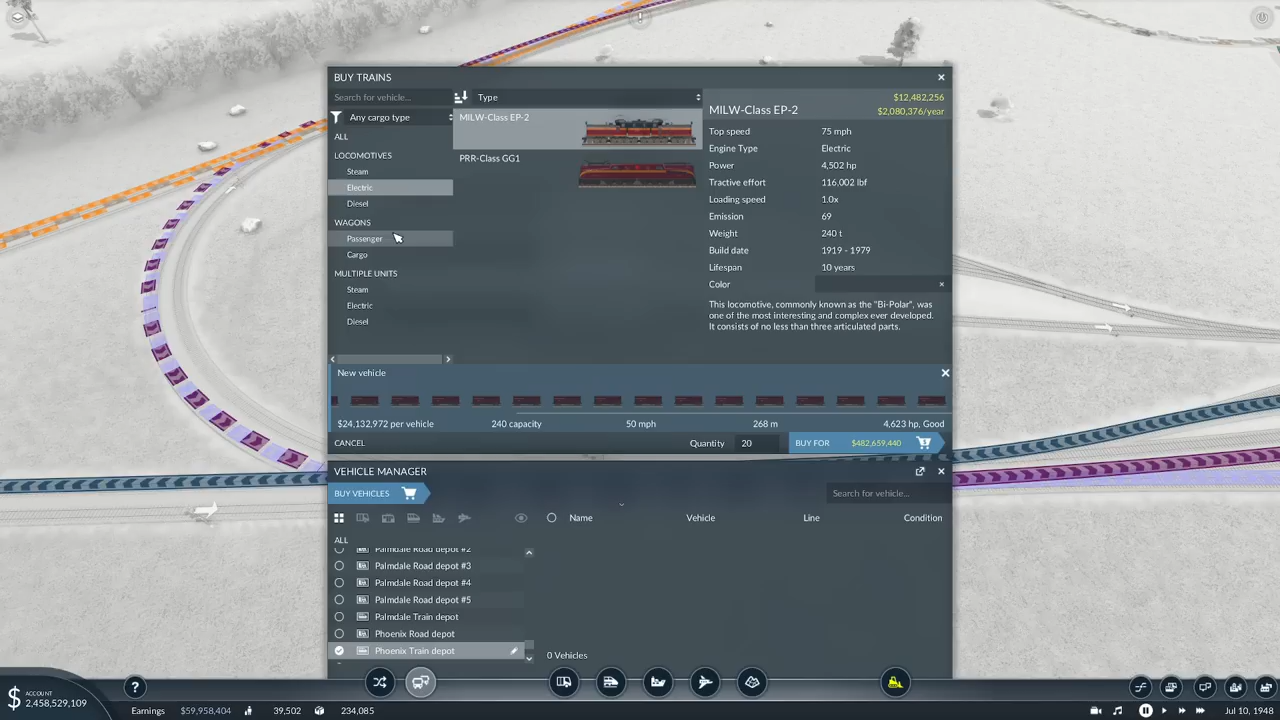 BUY TRAINS
Search for vehicle...
Type
Any cargo type
ALL
LOCOMOTIVES
Steam
Electric
Diesel
WAGONS
Passenger
Cargo
MULTIPLE UNITS
Steam
Electric
Diesel
MILW-Class EP-2
PRR-Class GG1
$12,482,256
MILW-Class EP-2
$2,080,376/year
Top speed 75 mph
Engine Type Electric
Power 4,502 hp
Tractive effort 116,002 lbf
Loading speed 1.0x
Emission 69
Weight 240 t
Build date 1919 - 1979
Lifespan 10 years
Color
This locomotive, commonly known as the "Bi-Polar", was
one of the most interesting and complex ever developed.
It consists of no less than three articulated parts.
New vehicle
$24,132,972 per vehicle 240 capacity 50 mph 268 m 4,623 hp, Good
CANCEL Quantity 20 BUY FOR $482,659,440
VEHICLE MANAGER
BUY VEHICLES Search for vehicle...
Name Vehicle Line Condition
ALL
Palmdale Road depot #2
Palmdale Road depot #3
Palmdale Road depot #4
Palmdale Road depot #5
Palmdale Train depot
Phoenix Road depot
Phoenix Train depot
0 Vehicles
$ ACCOUNT
2,458,529,109
?
Earnings $59,958,404 39,502 234,085 Jul 10, 1948